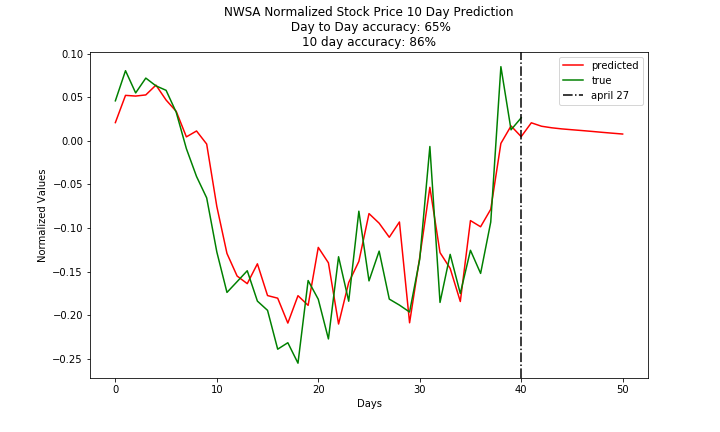 NWSA Normalized Stock Price 10 Day Prediction
Day to Day accuracy: 65%
10 day accuracy: 86%
predicted
true
april 27
0.10
0.05
0.00
−0.05
−0.10
−0.15
−0.20
−0.25
Normalized Values
0 10 20 30 40 50
Days